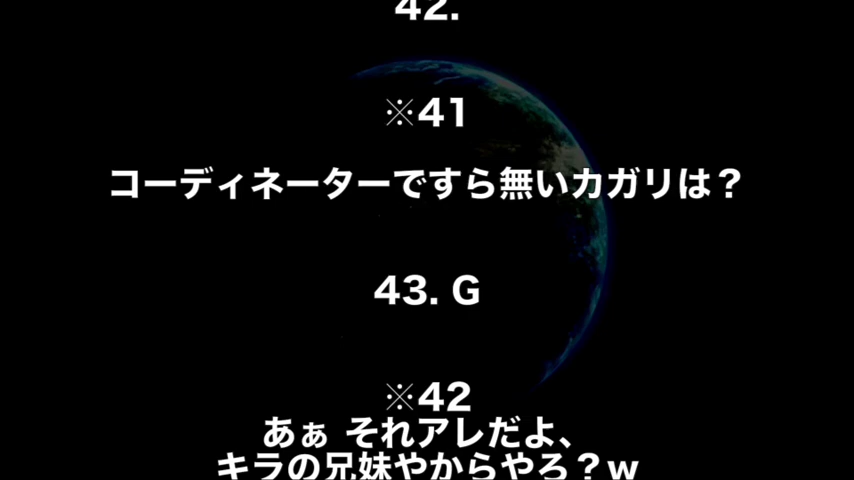 42.
※41
コーディネーターですら無いカガリは？
43. G
※42
あぁ それアレだよ、
キラの兄妹やからやろ？w